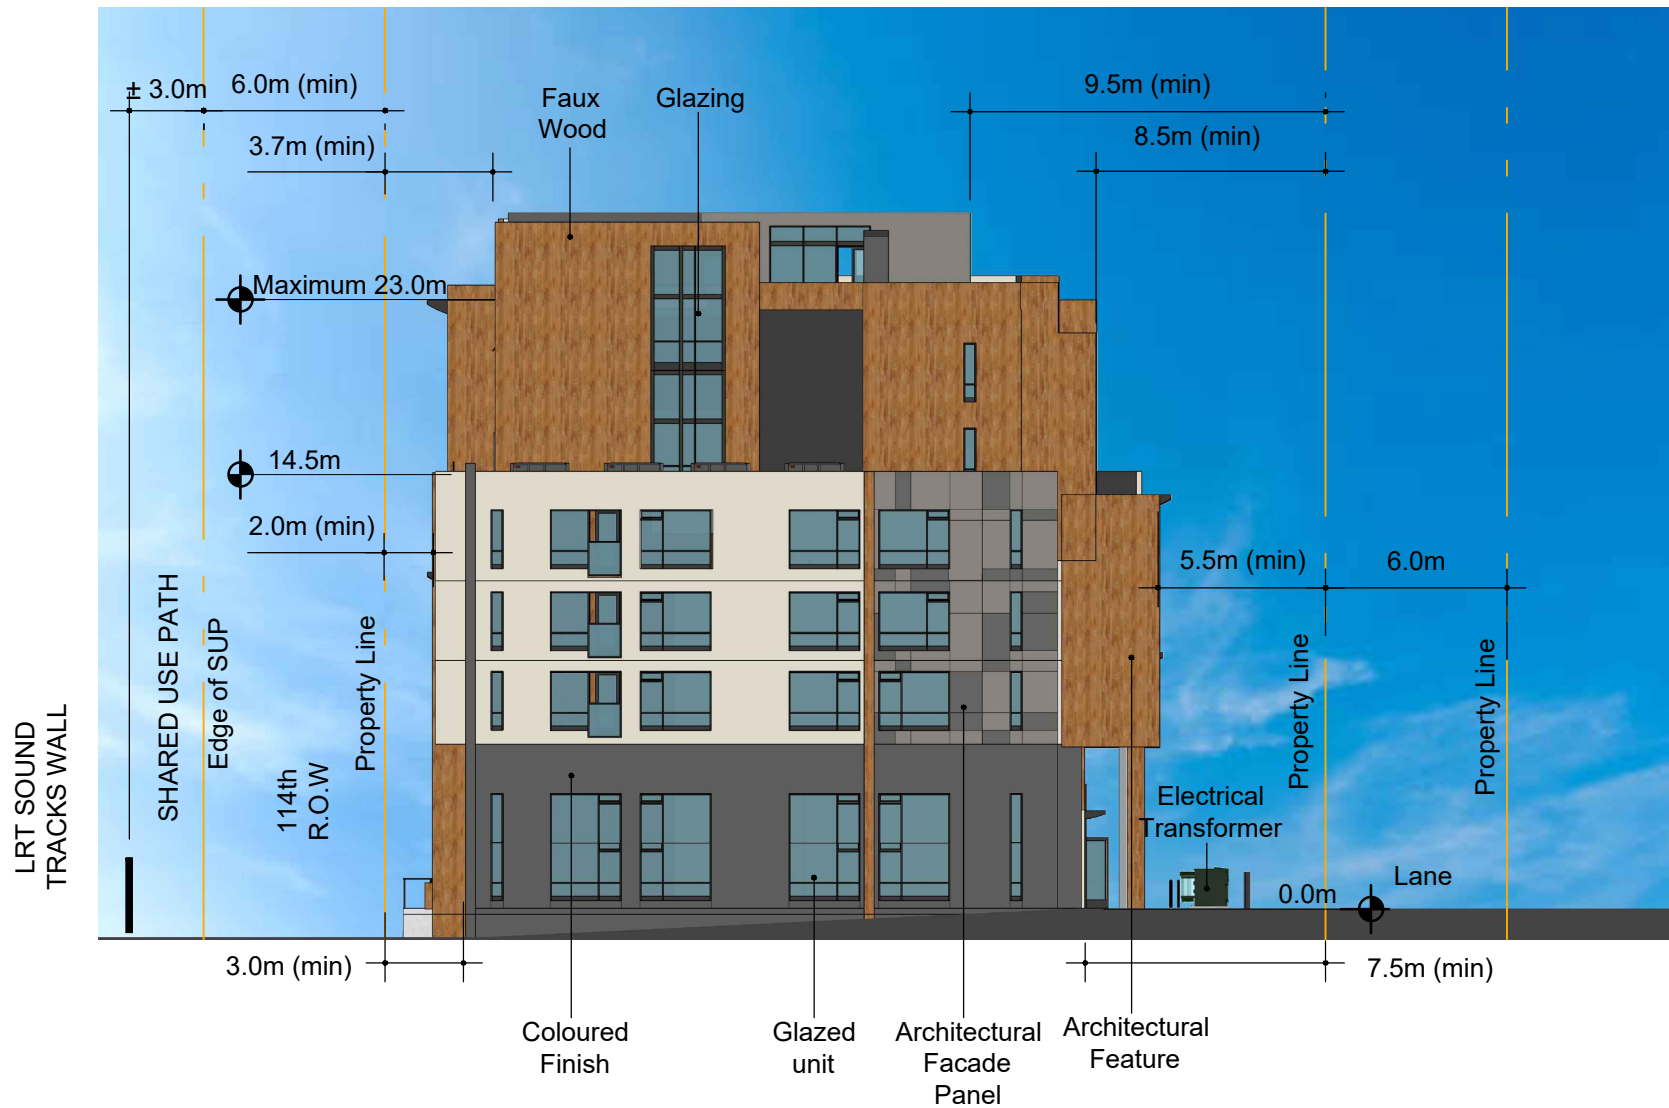 ± 3.0m
6.0m (min)
9.5m (min)
3.7m (min)
8.5m (min)
Faux
Wood
Glazing
Maximum 23.0m
14.5m
2.0m (min)
5.5m (min)
6.0m
LRT SOUND
TRACKS WALL
SHARED USE PATH
Edge of SUP
114th
R.O.W
Property Line
Property Line
Property Line
Electrical
Transformer
0.0m
Lane
3.0m (min)
7.5m (min)
Coloured
Finish
Glazed
unit
Architectural
Facade
Panel
Architectural
Feature